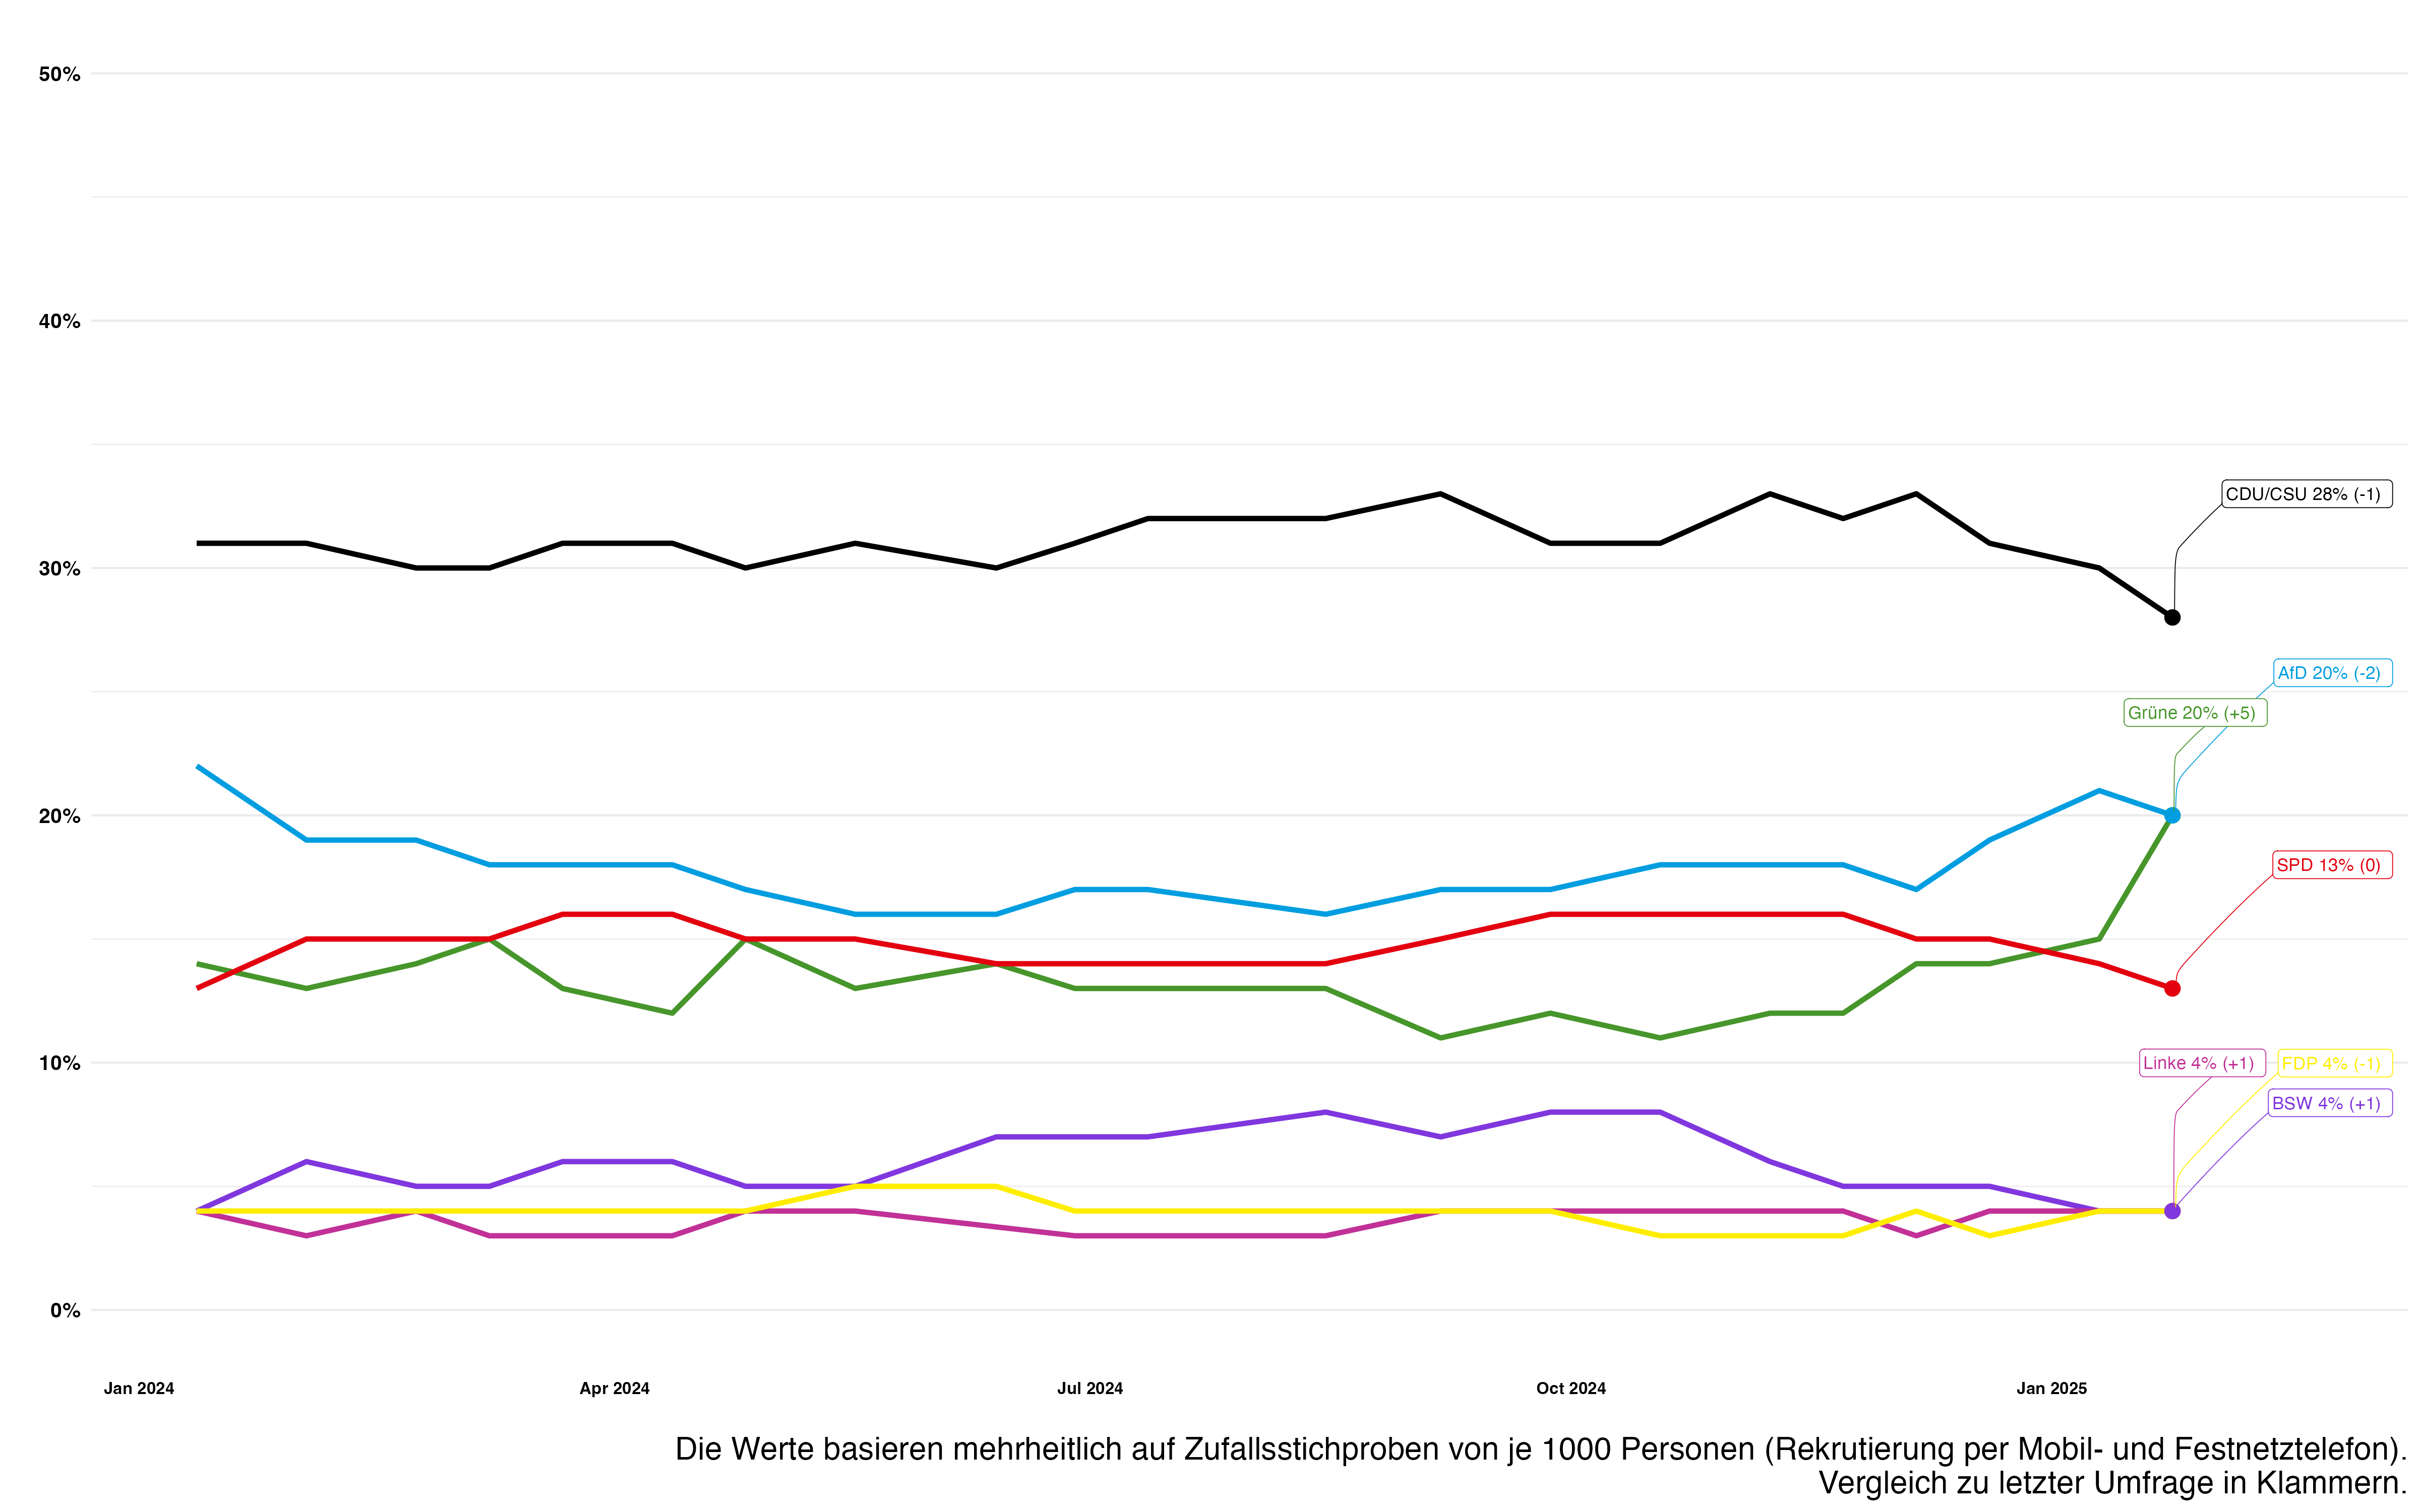 50%
40%
30%
20%
10%
0%
CDU/CSU 28% (-1)
AfD 20% (-2)
Grüne 20% (+5)
SPD 13% (0)
Linke 4% (+1)
FDP 4% (-1)
BSW 4% (+1)
Jan 2024
Apr 2024
Jul 2024
Oct 2024
Jan 2025
Die Werte basieren mehrheitlich auf Zufallsstichproben von je 1000 Personen (Rekrutierung per Mobil- und Festnetztelefon).
Vergleich zu letzter Umfrage in Klammern.